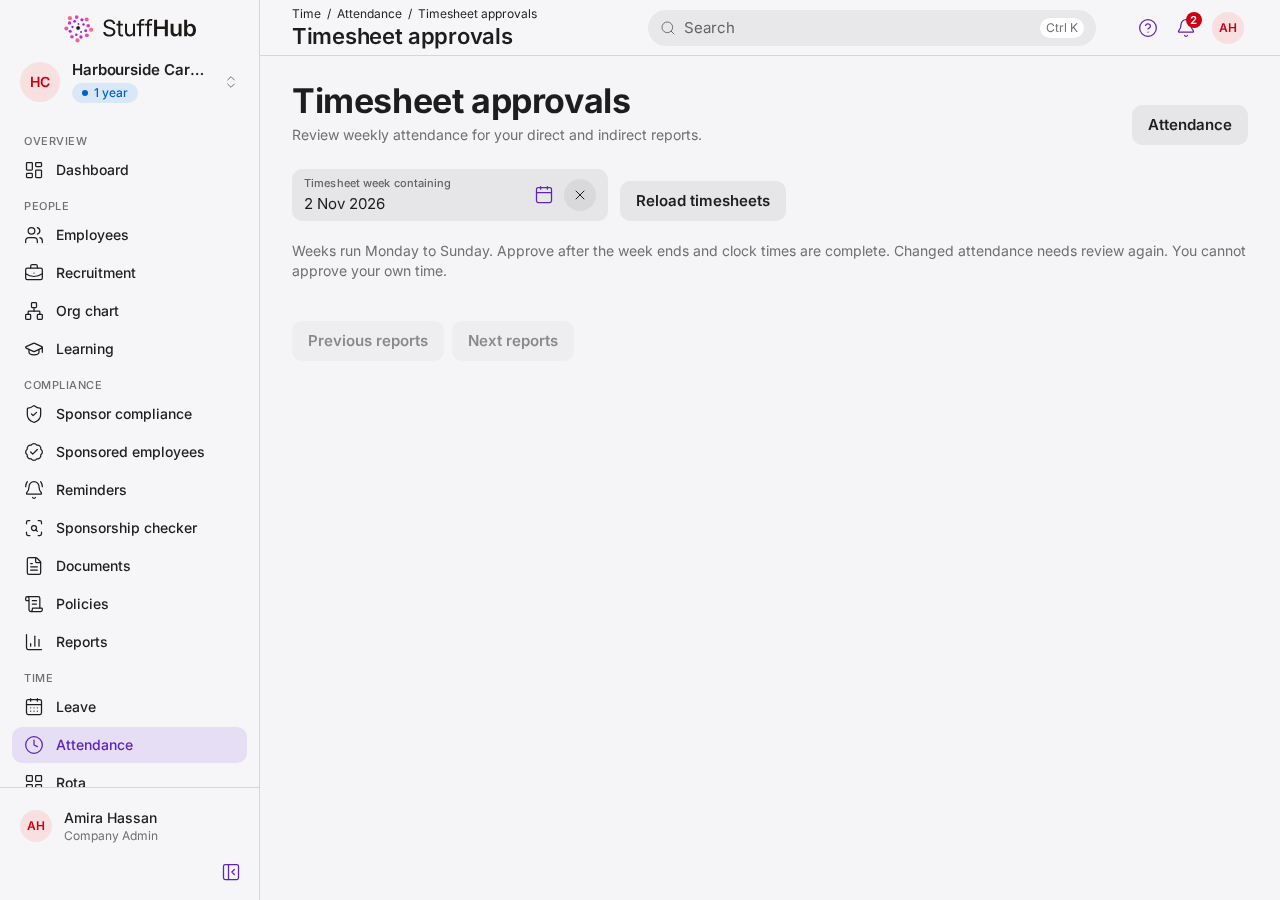 StuffHub
HC
Harbourside Car...
1 year
OVERVIEW
Dashboard
PEOPLE
Employees
Recruitment
Org chart
Learning
COMPLIANCE
Sponsor compliance
Sponsored employees
Reminders
Sponsorship checker
Documents
Policies
Reports
TIME
Leave
Attendance
Rota
AH
Amira Hassan
Company Admin
Time / Attendance / Timesheet approvals
Timesheet approvals
Search
Ctrl K
2
AH
Timesheet approvals
Review weekly attendance for your direct and indirect reports.
Attendance
Timesheet week containing
2 Nov 2026
Reload timesheets
Weeks run Monday to Sunday. Approve after the week ends and clock times are complete. Changed attendance needs review again. You cannot
approve your own time.
Previous reports
Next reports